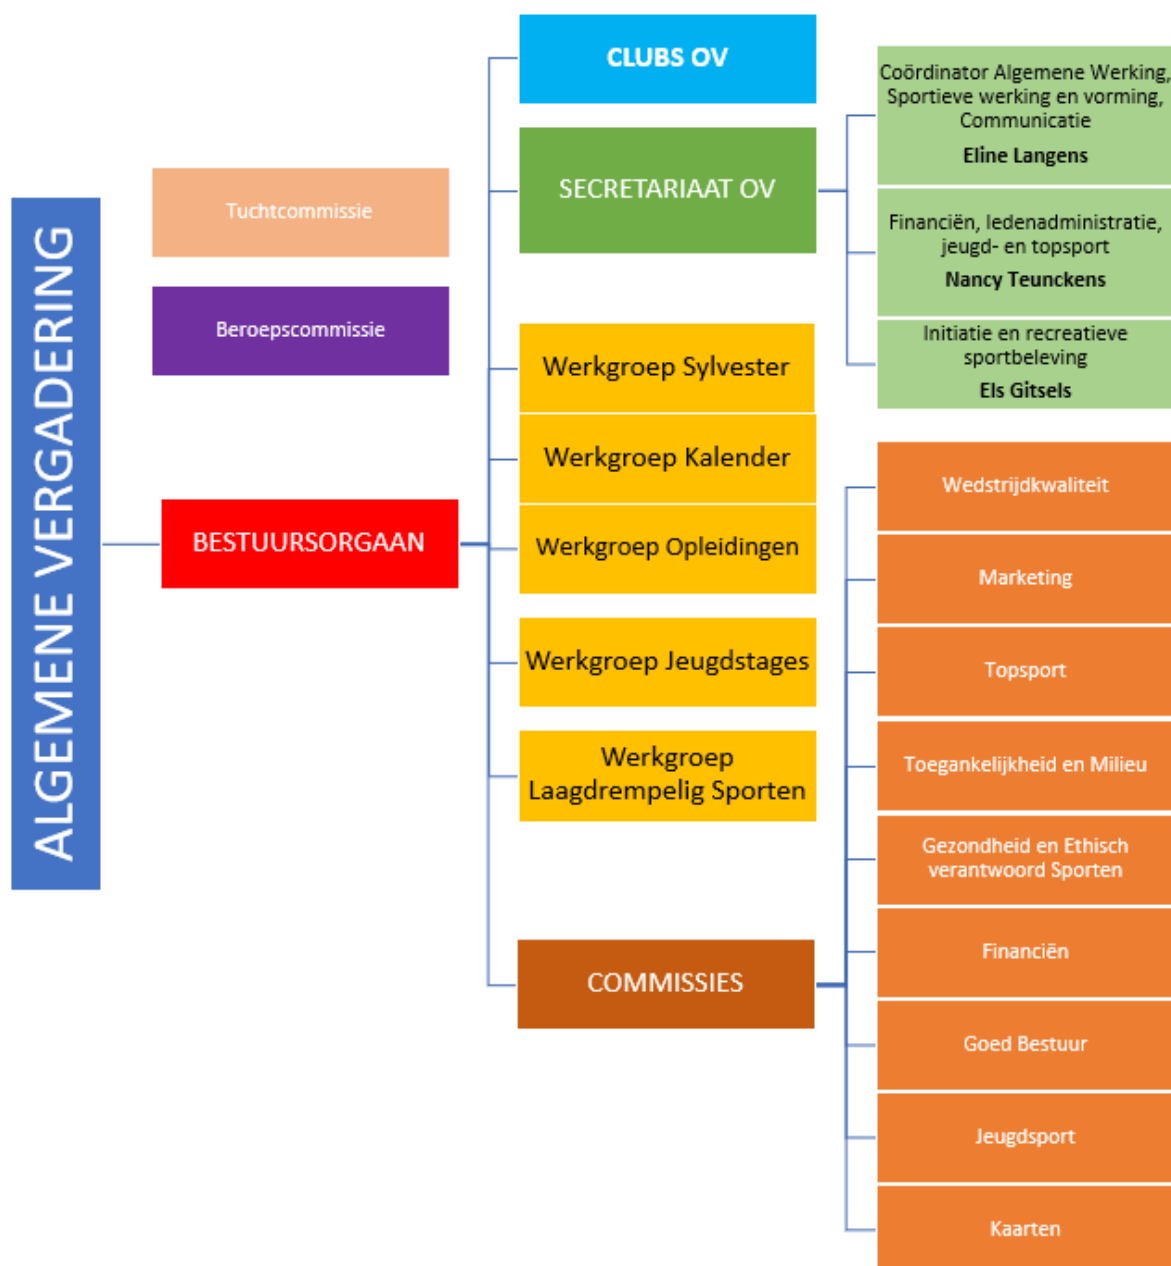 ALGEMENE VERGADERING
Tuchtcommissie
Beroepscommissie
BESTUURSORGAAN
CLUBS OV
SECRETARIAAT OV
Werkgroep Sylvester
Werkgroep Kalender
Werkgroep Opleidingen
Werkgroep Jeugdstages
Werkgroep
Laagdrempelig Sporten
COMMISSIES
Coördinator Algemene Werking,
Sportieve werking en vorming,
Communicatie
Eline Langens
Financiën, ledenadministratie,
jeugd- en topsport
Nancy Teunckens
Initiatie en recreatieve
sportbeleving
Els Gitsels
Wedstrijdkwaliteit
Marketing
Topsport
Toegankelijkheid en Milieu
Gezondheid en Ethisch
verantwoord Sporten
Financiën
Goed Bestuur
Jeugdsport
Kaarten